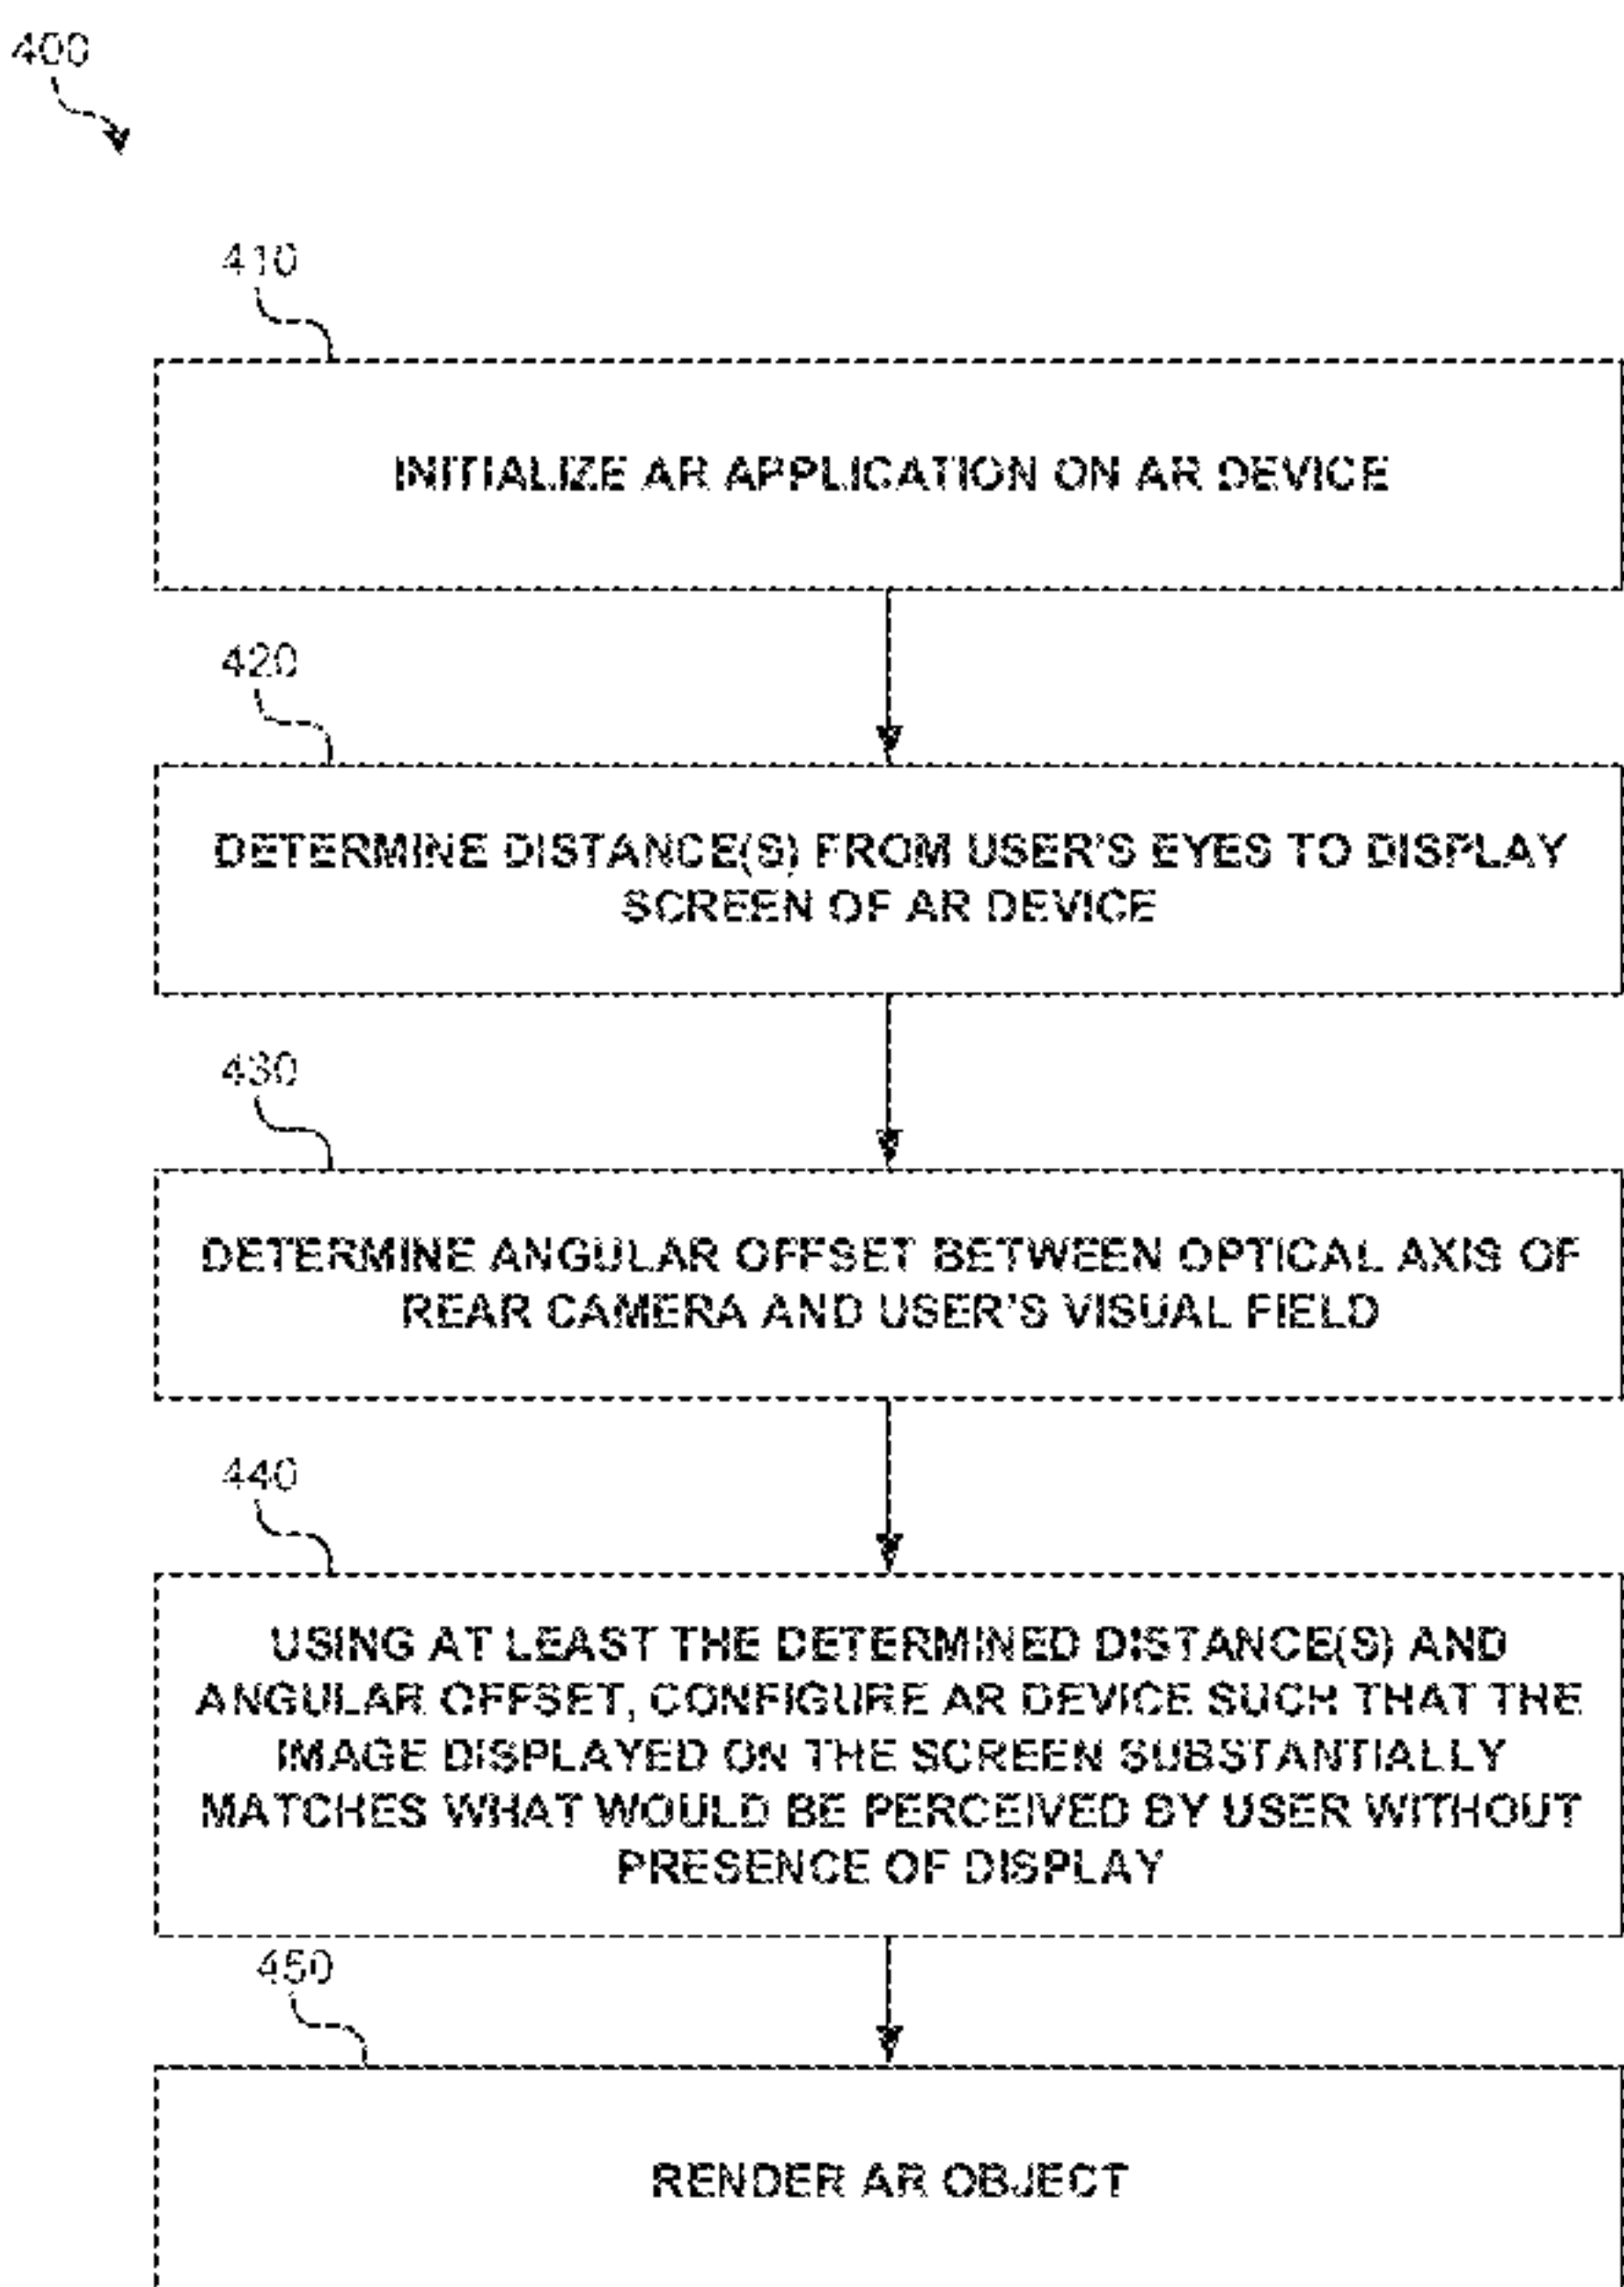 400
410
INITIALIZE AR APPLICATION ON AR DEVICE
420
DETERMINE DISTANCE(S) FROM USER'S EYES TO DISPLAY
SCREEN OF AR DEVICE
430
DETERMINE ANGULAR OFFSET BETWEEN OPTICAL AXIS OF
REAR CAMERA AND USER'S VISUAL FIELD
440
USING AT LEAST THE DETERMINED DISTANCE(S) AND
ANGULAR OFFSET, CONFIGURE AR DEVICE SUCH THAT THE
IMAGE DISPLAYED ON THE SCREEN SUBSTANTIALLY
MATCHES WHAT WOULD BE PERCEIVED BY USER WITHOUT
PRESENCE OF DISPLAY
450
RENDER AR OBJECT